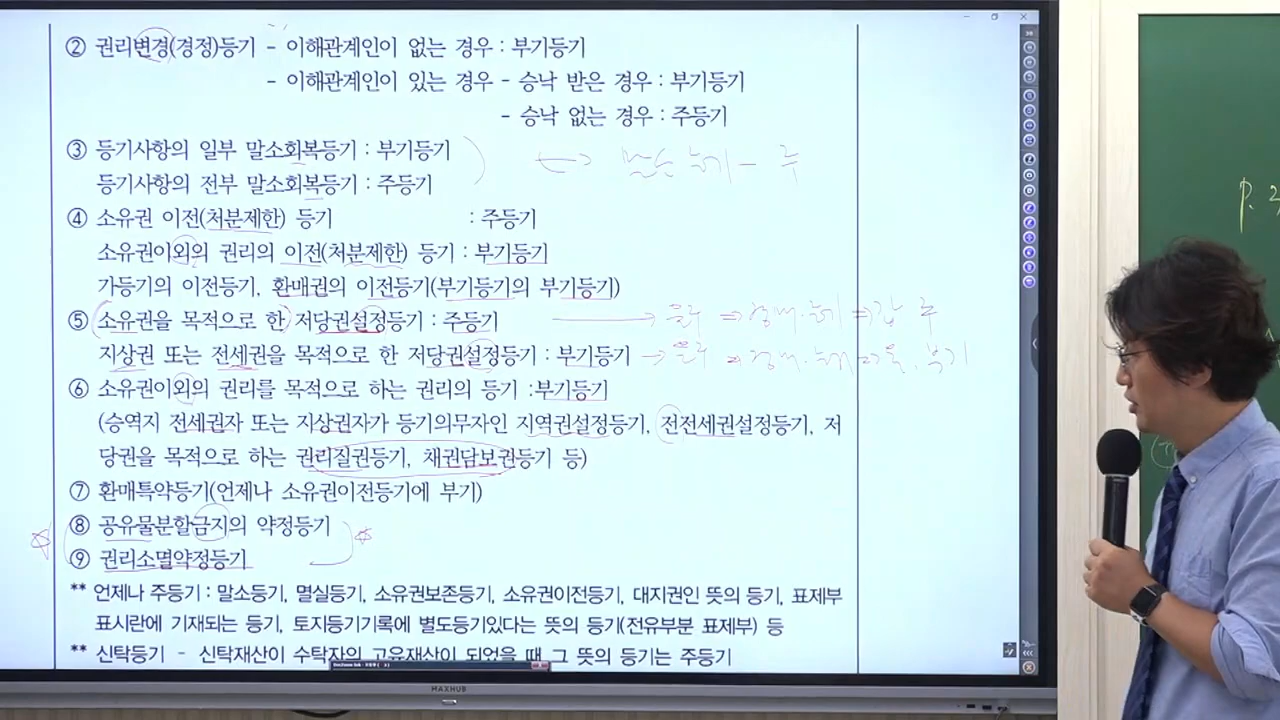 ② 권리변경(경정)등기 - 이해관계인이 없는 경우 : 부기등기
- 이해관계인이 있는 경우 - 승낙 받은 경우 : 부기등기
- 승낙 없는 경우 : 주등기
③ 등기사항의 일부 말소회복등기 : 부기등기
등기사항의 전부 말소회복등기 : 주등기
④ 소유권 이전(처분제한) 등기 : 주등기
소유권이외의 권리의 이전(처분제한) 등기 : 부기등기
가등기의 이전등기, 환매권의 이전등기(부기등기의 부기등기)
⑤ (소유권을 목적으로 한) 저당권설정등기 : 주등기
지상권 또는 전세권을 목적으로 한 저당권설정등기 : 부기등기
⑥ 소유권이외의 권리를 목적으로 하는 권리의 등기 :부기등기
(승역지 전세권자 또는 지상권자가 등기의무자인 지역권설정등기, 전전세권설정등기, 저
당권을 목적으로 하는 권리질권등기, 채권담보권등기 등)
⑦ 환매특약등기(언제나 소유권이전등기에 부기)
⑧ 공유물분할금지의 약정등기
⑨ 권리소멸약정등기
** 언제나 주등기 : 말소등기, 멸실등기, 소유권보존등기, 소유권이전등기, 대지권인 뜻의 등기, 표제부
표시란에 기재되는 등기, 토지등기기록에 별도등기있다는 뜻의 등기(전유부분 표제부) 등
** 신탁등기 - 신탁재산이 수탁자의 고유재산이 되었을 때 그 뜻의 등기는 주등기
MAXHUB